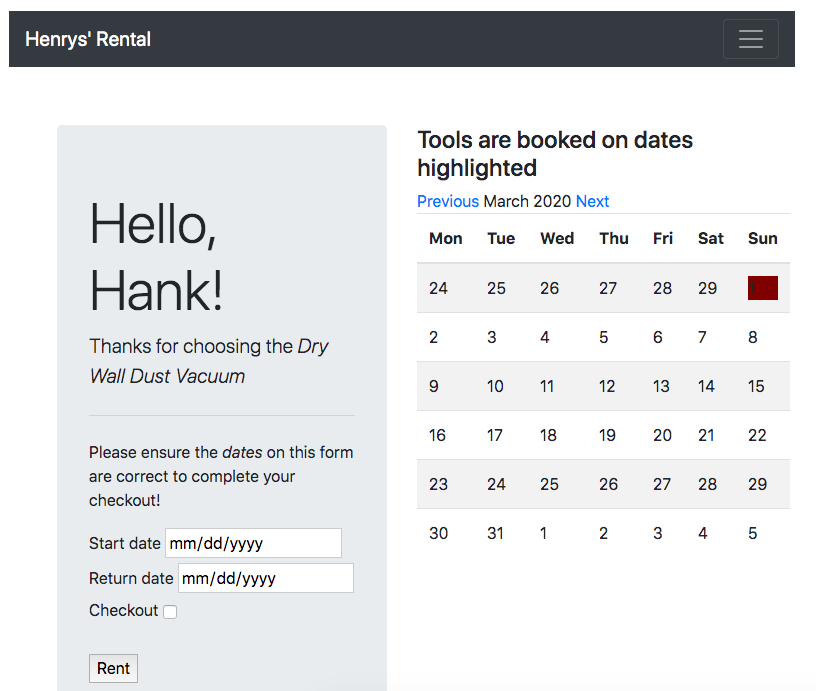 Henrys' Rental
Hello,
Hank!
Thanks for choosing the Dry
Wall Dust Vacuum
Please ensure the dates on this form
are correct to complete your
checkout!
Start date mm/dd/yyyy
Return date mm/dd/yyyy
Checkout
Rent
Tools are booked on dates
highlighted
Previous March 2020 Next
Mon Tue Wed Thu Fri Sat Sun
24 25 26 27 28 29
2 3 4 5 6 7 8
9 10 11 12 13 14 15
16 17 18 19 20 21 22
23 24 25 26 27 28 29
30 31 1 2 3 4 5